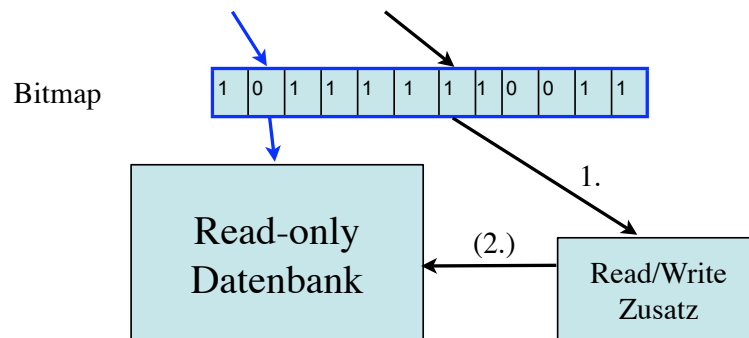 Bitmap
1 0 1 1 1 1 1 1 0 0 1 1
1.
(2.)
Read-only
Datenbank
Read/Write
Zusatz